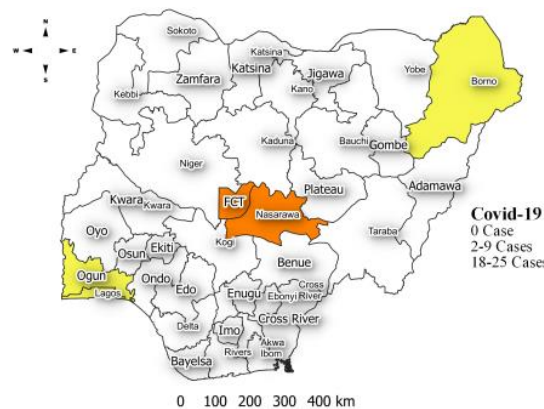 N
W E
S
Sokoto
Katsina
Katsina
Zamfara
Jigawa
Kano
Kebbi
Yobe
Borno
Kaduna
Bauchi
Gombe
Niger
Adamawa
Plateau
FCT
Nasarawa
Kwara
Kwara
Taraba
Oyo
Kogi
Ekiti
Osun
Benue
Ogun
Lagos
Ondo
Edo
Enugu
Ebonyi
Cross
River
Cross River
Delta
Imo
Rivers
Akwa
Ibom
Bayelsa
Covid-19
0 Case
2-9 Cases
18-25 Cases
0 100 200 300 400 km